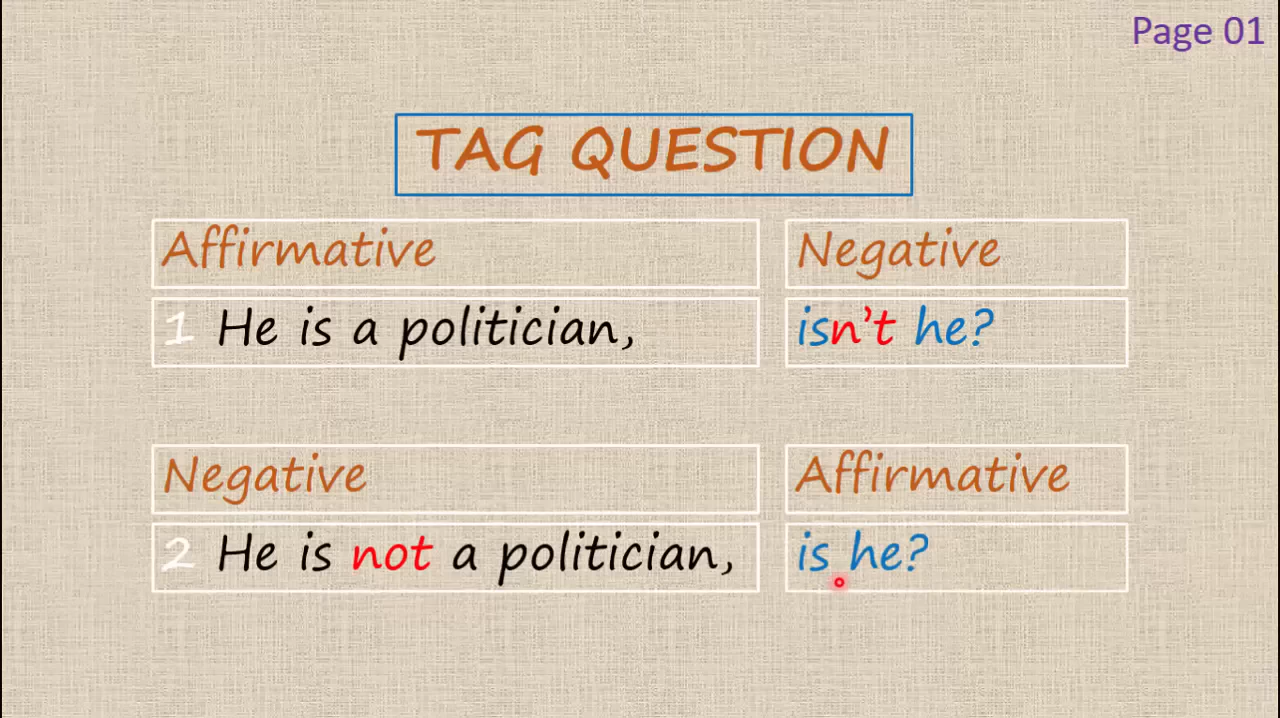 Page 01
TAG QUESTION
Affirmative
Negative
1 He is a politician,
isn't he?
Negative
Affirmative
2 He is not a politician,
is he?